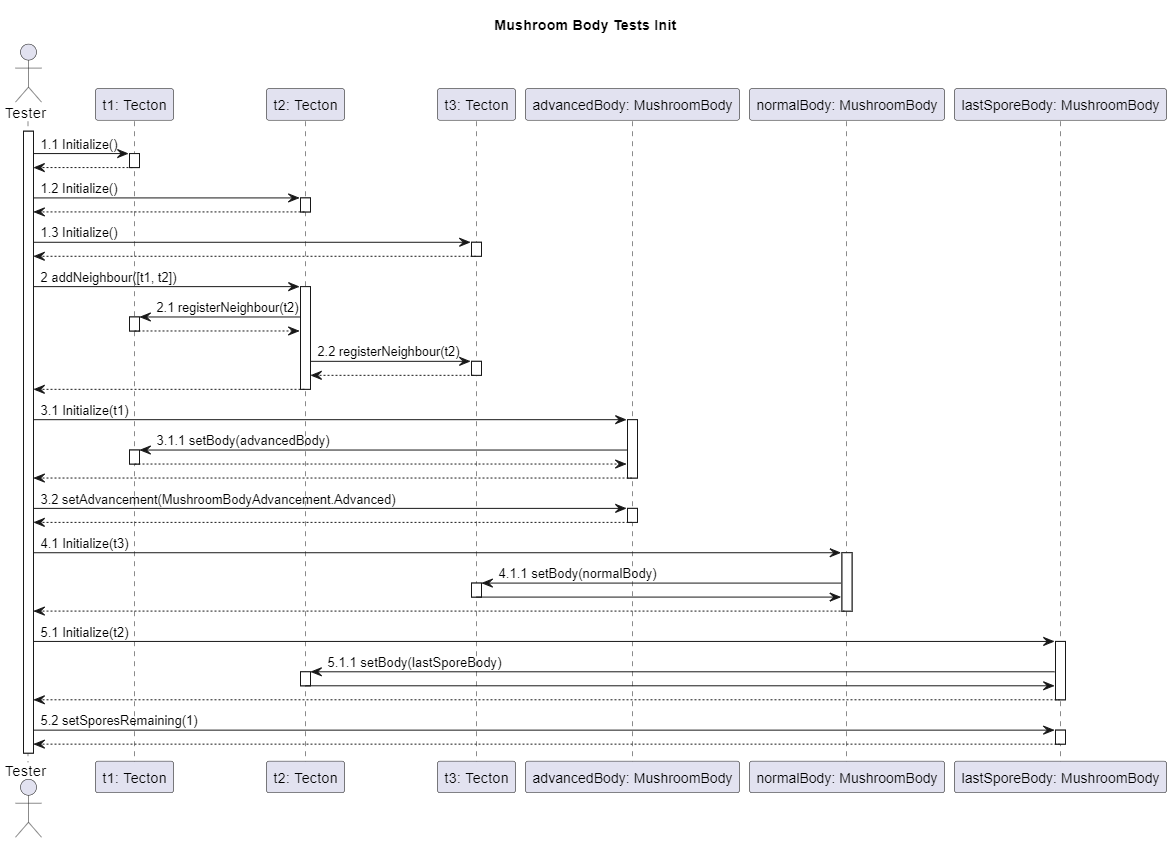 Mushroom Body Tests Init
Tester
t1: Tecton
t2: Tecton
t3: Tecton
advancedBody: MushroomBody
normalBody: MushroomBody
lastSporeBody: MushroomBody
1.1 Initialize()
1.2 Initialize()
1.3 Initialize()
2 addNeighbour([t1, t2])
2.1 registerNeighbour(t2)
2.2 registerNeighbour(t2)
3.1 Initialize(t1)
3.1.1 setBody(advancedBody)
3.2 setAdvancement(MushroomBodyAdvancement.Advanced)
4.1 Initialize(t3)
4.1.1 setBody(normalBody)
5.1 Initialize(t2)
5.1.1 setBody(lastSporeBody)
5.2 setSporesRemaining(1)
Tester
t1: Tecton
t2: Tecton
t3: Tecton
advancedBody: MushroomBody
normalBody: MushroomBody
lastSporeBody: MushroomBody